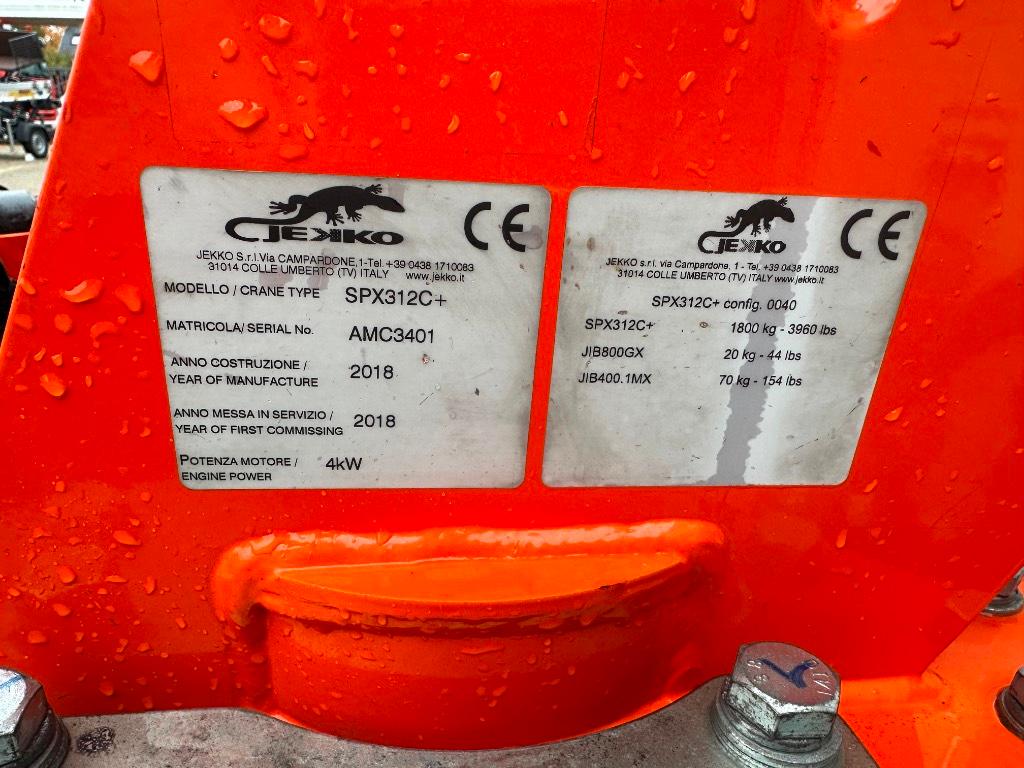 JEKKO
CE
JEKKO s.r.l. Via CAMPARDONE,1-Tel. +39 0438 1710083
31014 COLLE UMBERTO (TV) ITALY www.jekko.it
MODELLO / CRANE TYPE SPX312C+
MATRICOLA/ SERIAL No. AMC3401
ANNO COSTRUZIONE /
YEAR OF MANUFACTURE 2018
ANNO MESSA IN SERVIZIO /
YEAR OF FIRST COMMISSING 2018
POTENZA MOTORE /
ENGINE POWER 4kW
JEKKO
CE
JEKKO s.r.l. via Campardone, 1 - Tel. +39 0438 1710083
31014 COLLE UMBERTO (TV) ITALY www.jekko.it
SPX312C+ config. 0040
SPX312C+ 1800 kg - 3960 lbs
JIB800GX 20 kg - 44 lbs
JIB400.1MX 70 kg - 154 lbs